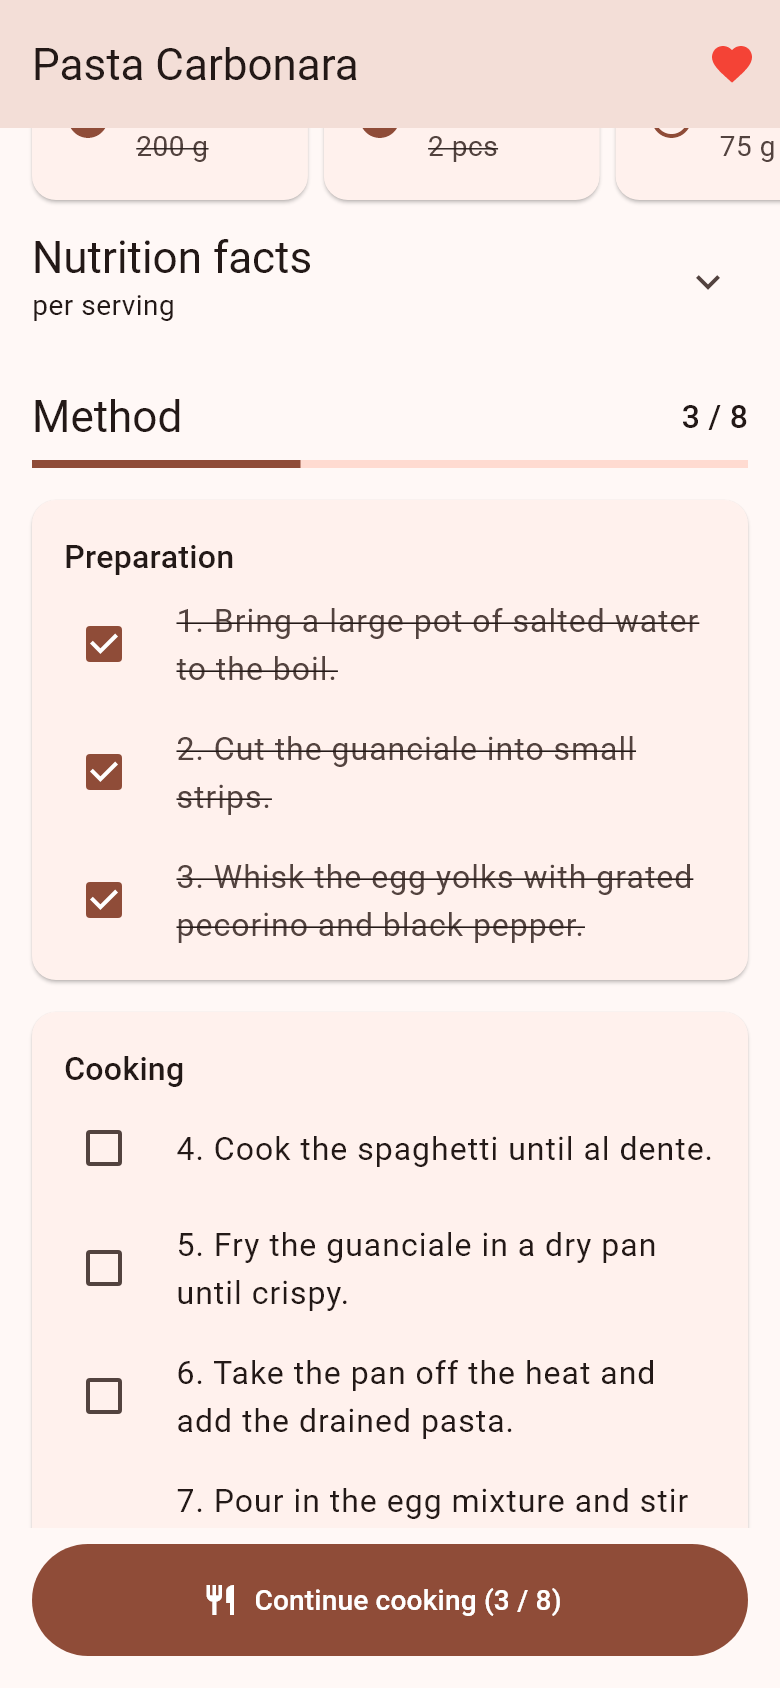 Pasta Carbonara
200 g
2 pcs
75 g
Nutrition facts
per serving
Method
3 / 8
Preparation
1. Bring a large pot of salted water
to the boil.
2. Cut the guanciale into small
strips.
3. Whisk the egg yolks with grated
pecorino and black pepper.
Cooking
4. Cook the spaghetti until al dente.
5. Fry the guanciale in a dry pan
until crispy.
6. Take the pan off the heat and
add the drained pasta.
7. Pour in the egg mixture and stir
Continue cooking (3 / 8)